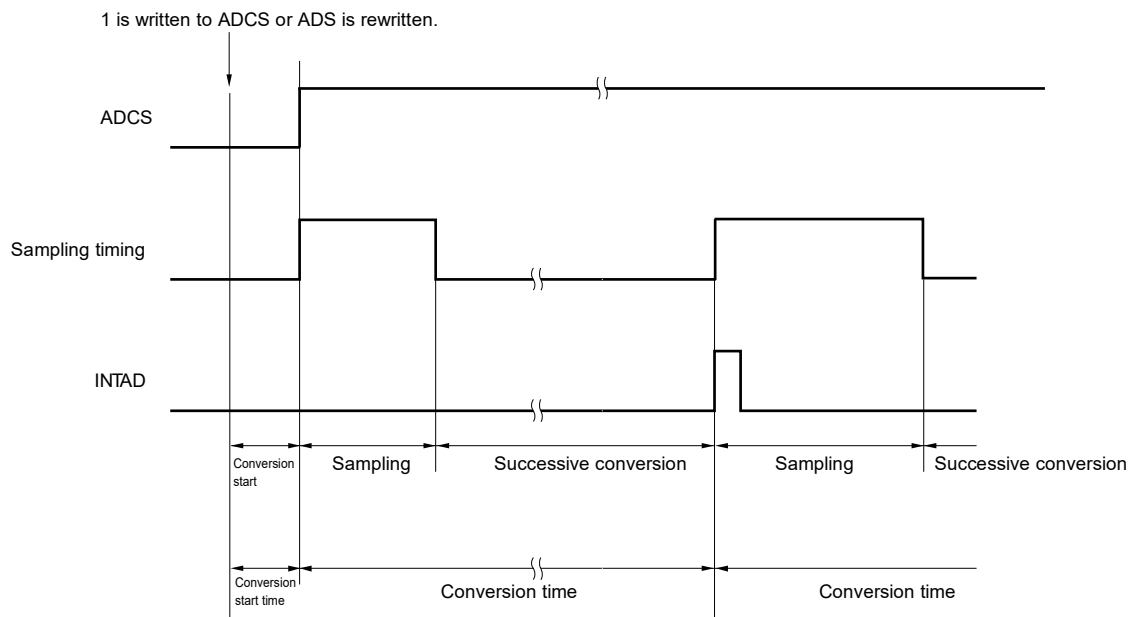 1 is written to ADCS or ADS is rewritten.
ADCS
Sampling timing
INTAD
Conversion
start
Sampling
Successive conversion
Sampling
Successive conversion
Conversion
start time
Conversion time
Conversion time